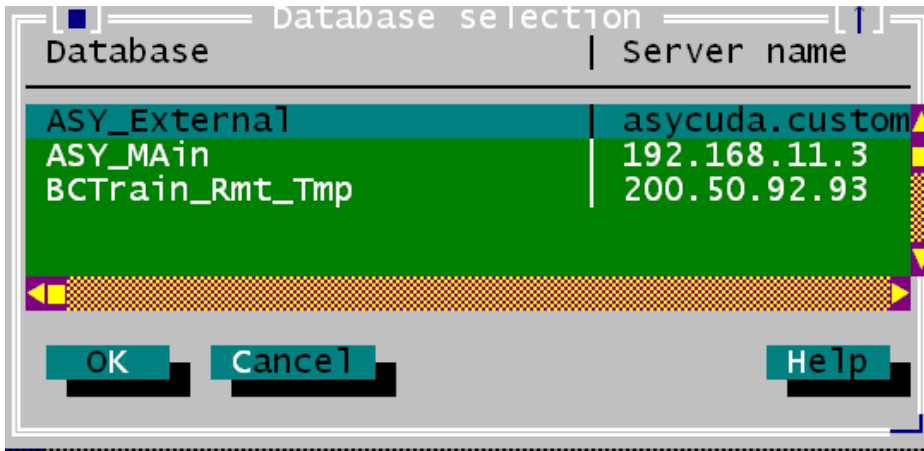 Database selection
Database | Server name
ASY_External | asycuda.custom
ASY_MAin | 192.168.11.3
BCTrain_Rmt_Tmp | 200.50.92.93
OK Cancel Help